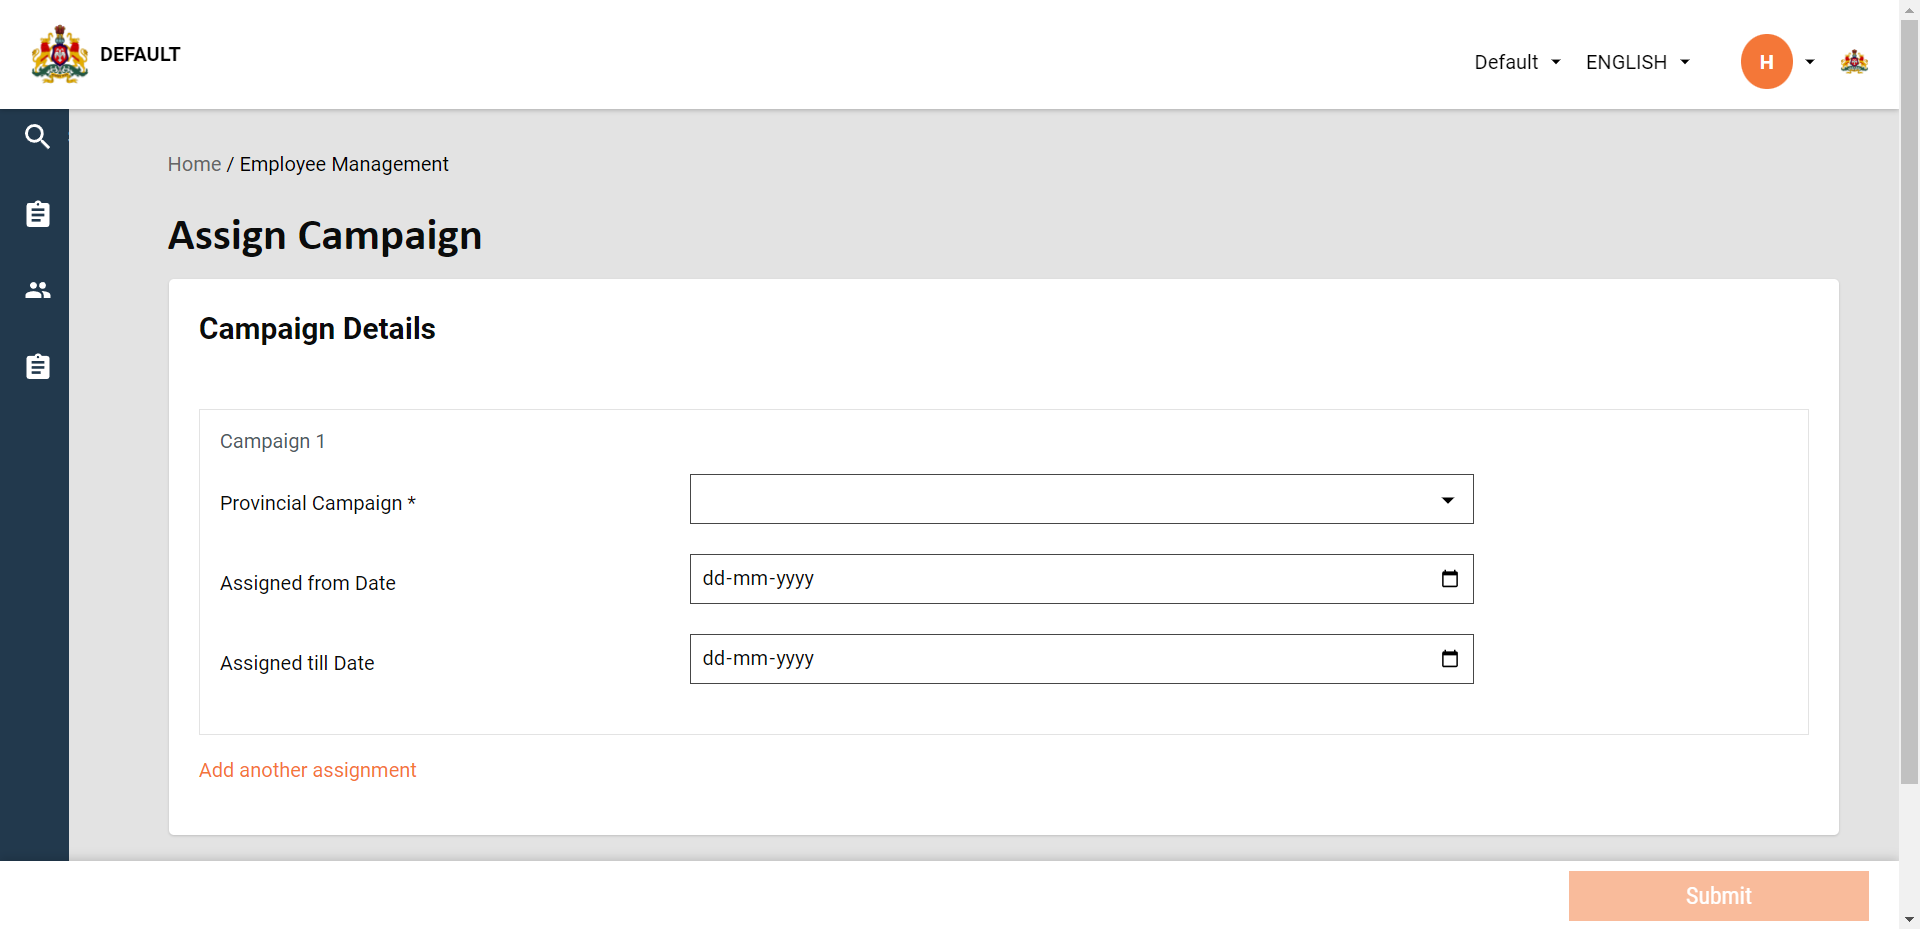 DEFAULT
Default
ENGLISH
H
Home / Employee Management
Assign Campaign
Campaign Details
Campaign 1
Provincial Campaign *
Assigned from Date
dd-mm-yyyy
Assigned till Date
dd-mm-yyyy
Add another assignment
Submit